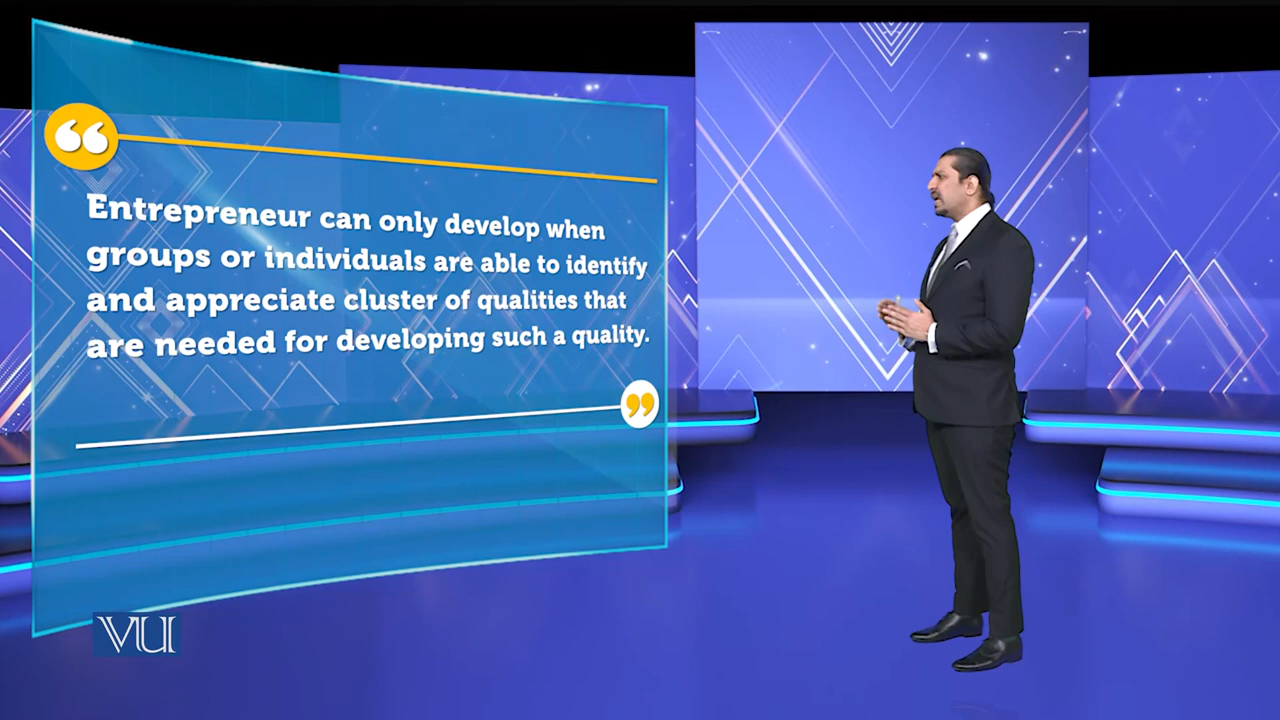 Entrepreneur can only develop when
groups or individuals are able to identify
and appreciate cluster of qualities that
are needed for developing such a quality.
VU